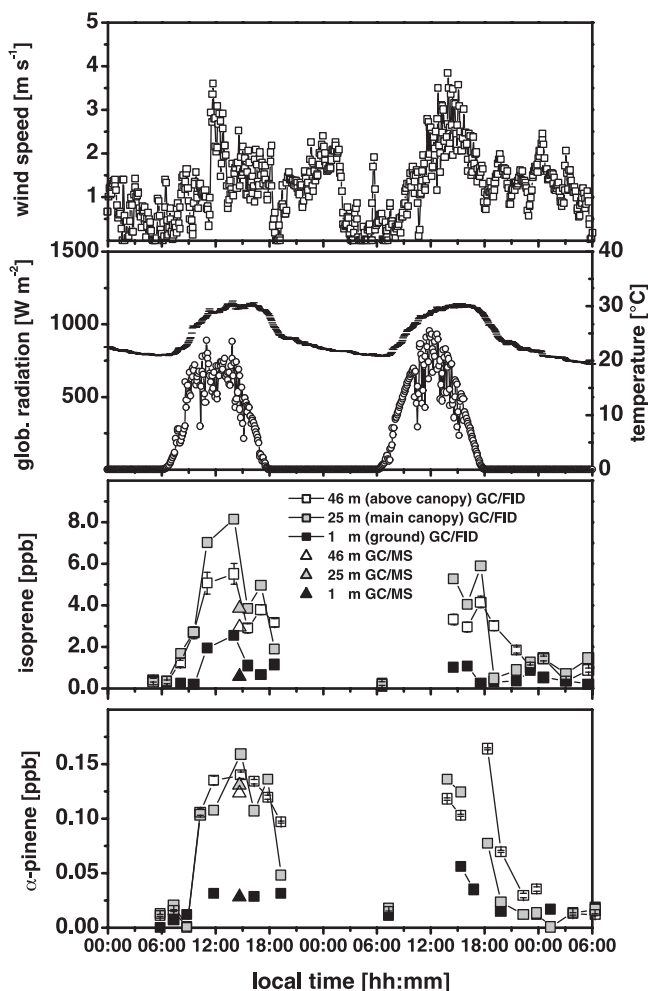 5
4
3
2
1
wind speed [m s-1]
1500
1000
750
500
glob. radiation [W m-2]
40
30
20
10
0
temperature [°C]
46 m (above canopy) GC/FID
25 m (main canopy) GC/FID
1 m (ground) GC/FID
46 m GC/MS
25 m GC/MS
1 m GC/MS
8.0
6.0
4.0
2.0
0.0
isoprene [ppb]
0.15
0.10
0.05
0.00
α-pinene [ppb]
00:00 06:00 12:00 18:00 00:00 06:00 12:00 18:00 00:00 06:00
local time [hh:mm]